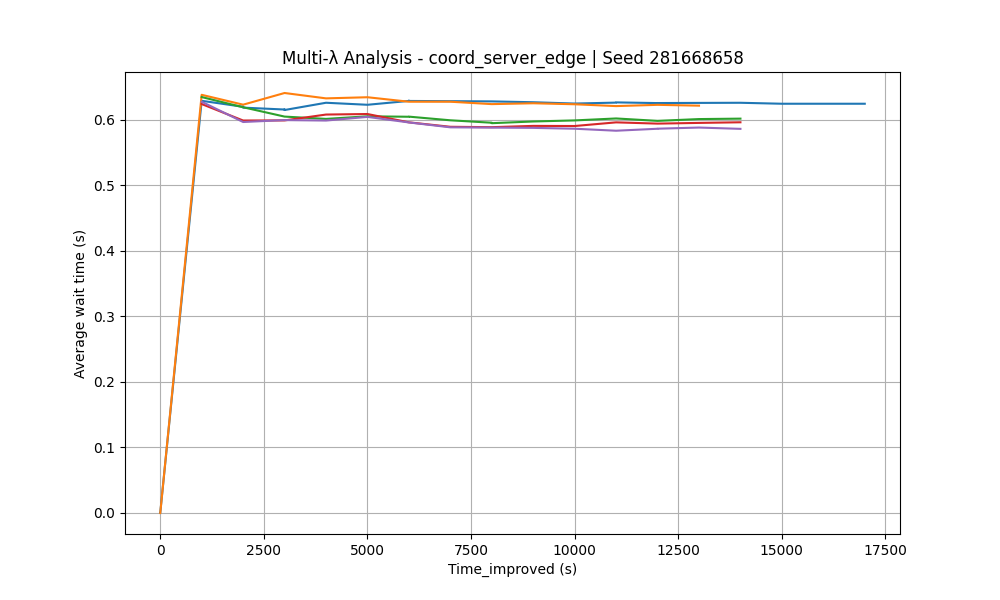 Multi-λ Analysis - coord_server_edge | Seed 281668658
Average wait time (s)
0.6
0.5
0.4
0.3
0.2
0.1
0.0
0 2500 5000 7500 10000 12500 15000 17500
Time_improved (s)